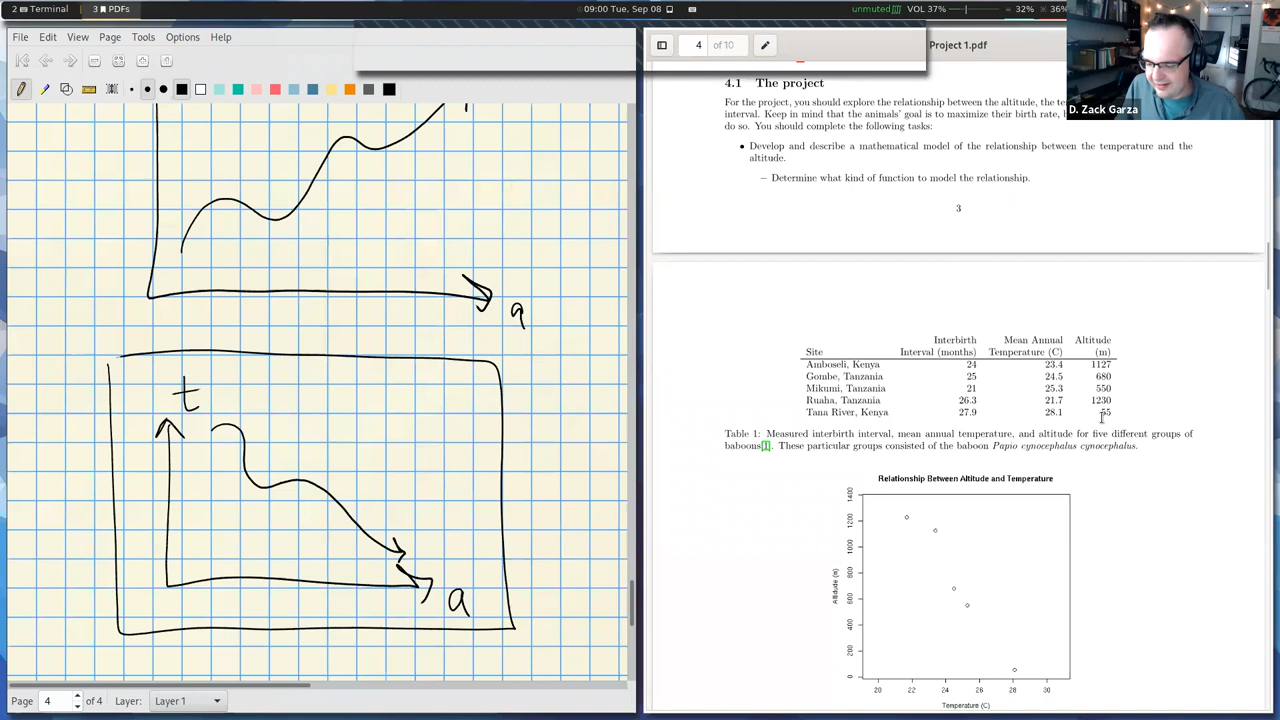 2 Terminal 3 PDFs 09:00 Tue, Sep 08 unmuted VOL 37% = 32% 36%
File Edit View Page Tools Options Help
4 of 10
Project 1.pdf
D. Zack Garza
4.1 The project
For the project, you should explore the relationship between the altitude, the te
interval. Keep in mind that the animals' goal is to maximize their birth rate,
do so. You should complete the following tasks:
• Develop and describe a mathematical model of the relationship between the temperature and the
altitude.
– Determine what kind of function to model the relationship.
3
a
t
a
Interbirth Mean Annual Altitude
Site Interval (months) Temperature (C) (m)
Amboseli, Kenya 24 23.4 1127
Gombe, Tanzania 25 24.5 680
Mikumi, Tanzania 21 25.3 550
Ruaha, Tanzania 26.3 21.7 1230
Tana River, Kenya 27.9 28.1 55
Table 1: Measured interbirth interval, mean annual temperature, and altitude for five different groups of
baboons[1]. These particular groups consisted of the baboon Papio cynocephalus cynocephalus.
Relationship Between Altitude and Temperature
Altitude (m)
1400
1200
1000
800
600
400
200
0
20 22 24 26 28 30
Temperature (C)
Page 4 of 4 Layer: Layer 1